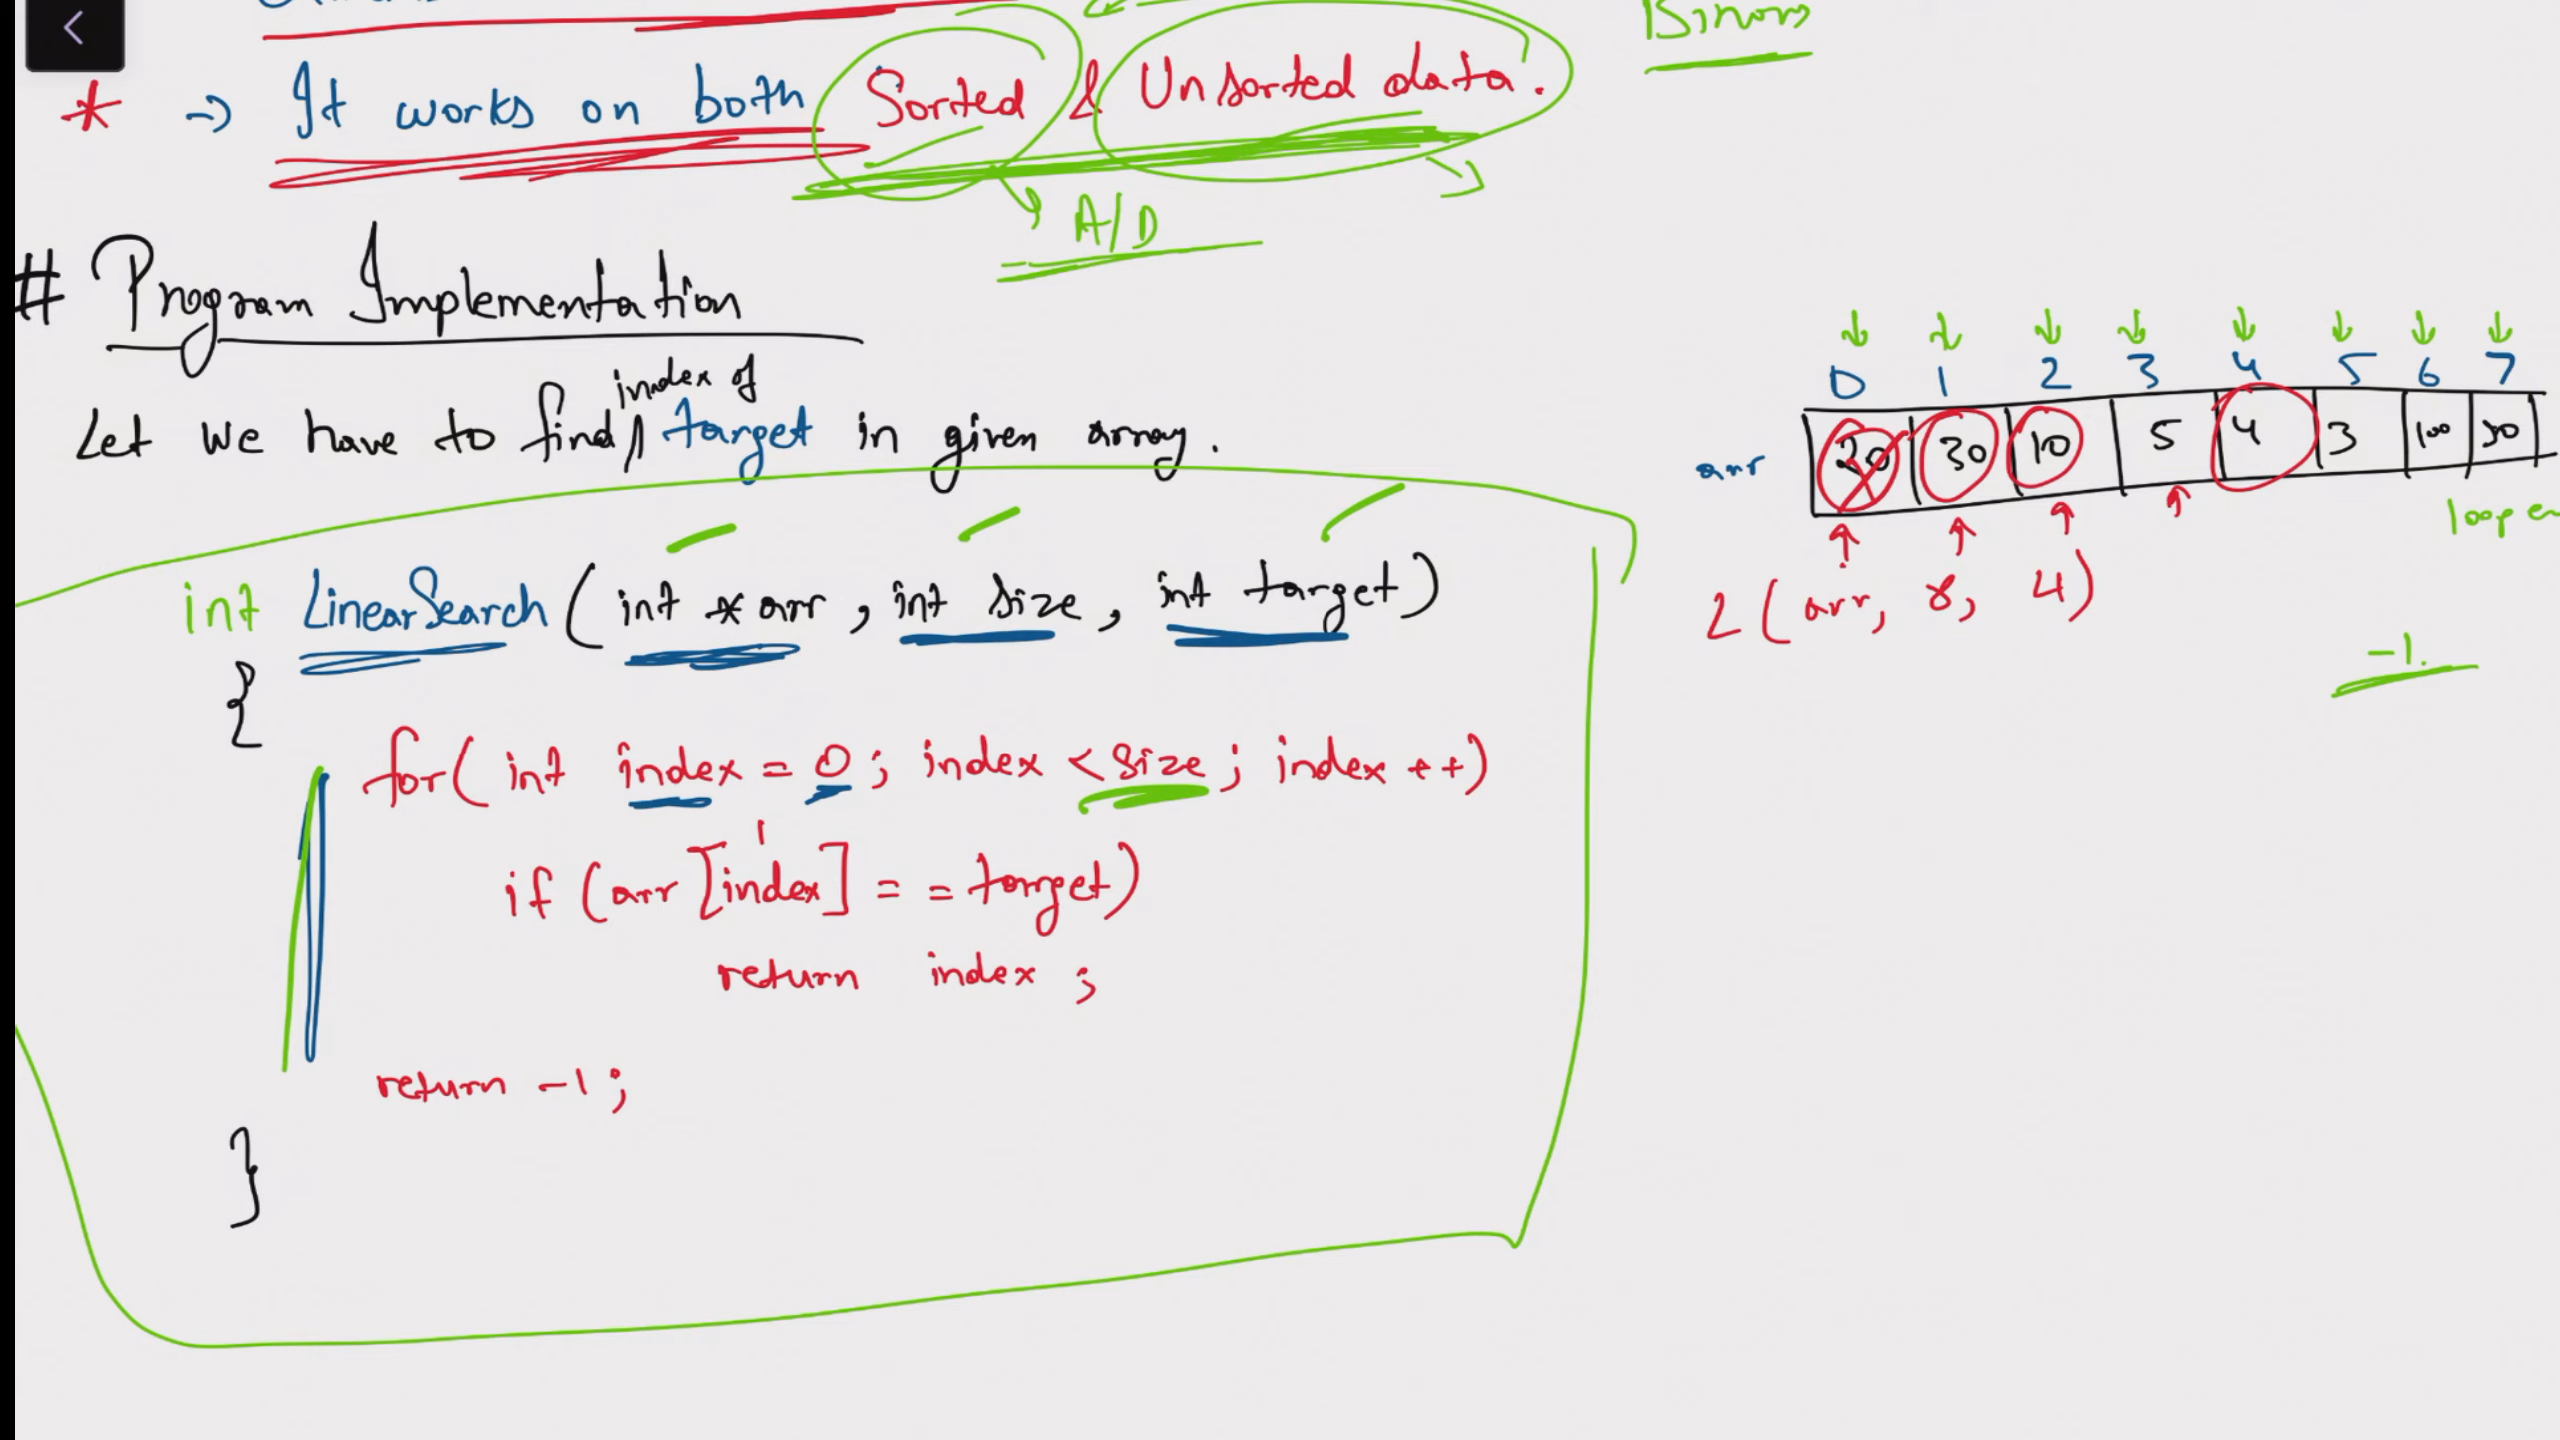 * -> It works on both Sorted & Unsorted data.
A/D
# Program Implementation
index of
Let we have to find target in given array.
0 1 2 3 4 5 6 7
arr 20 30 10 5 4 3 100 50
int LinearSearch (int *arr, int size, int target)
L(arr, 8, 4)
-1.
{
for( int index = 0; index < size; index ++)
if (arr [index] == target)
return index;
return -1;
}